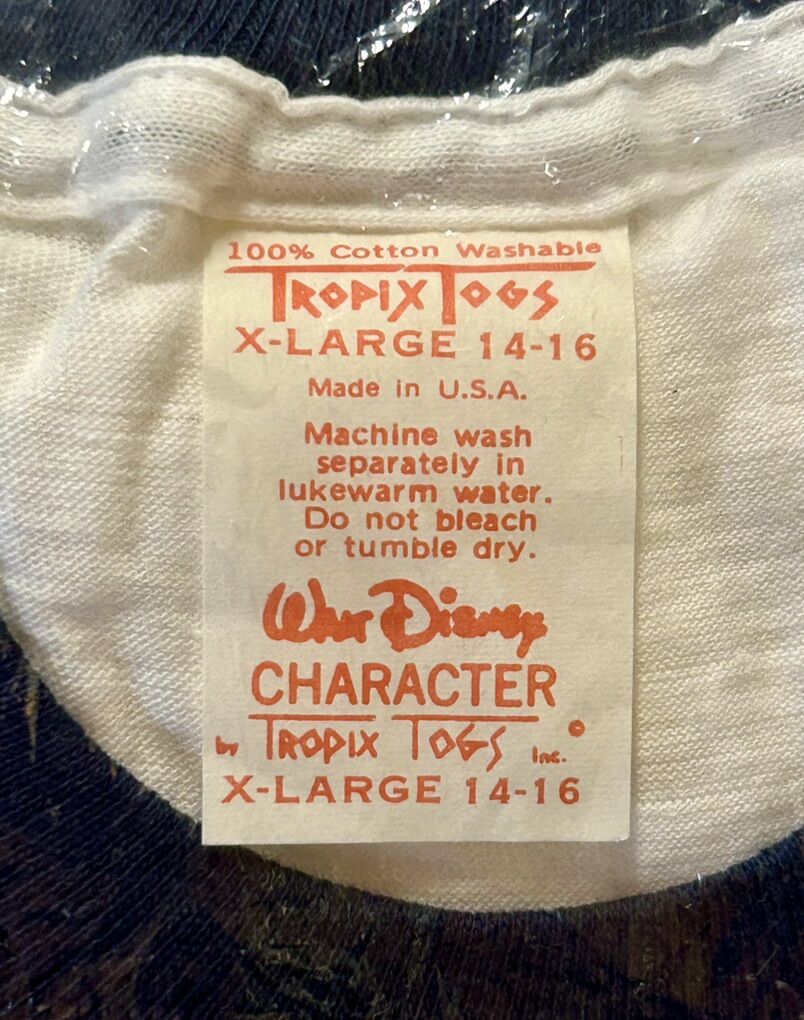 100% Cotton Washable
TROPIX TOGS
X-LARGE 14-16
Made in U.S.A.
Machine wash
separately in
lukewarm water.
Do not bleach
or tumble dry.
Walt Disney
CHARACTER
by TROPIX TOGS Inc. ©
X-LARGE 14-16